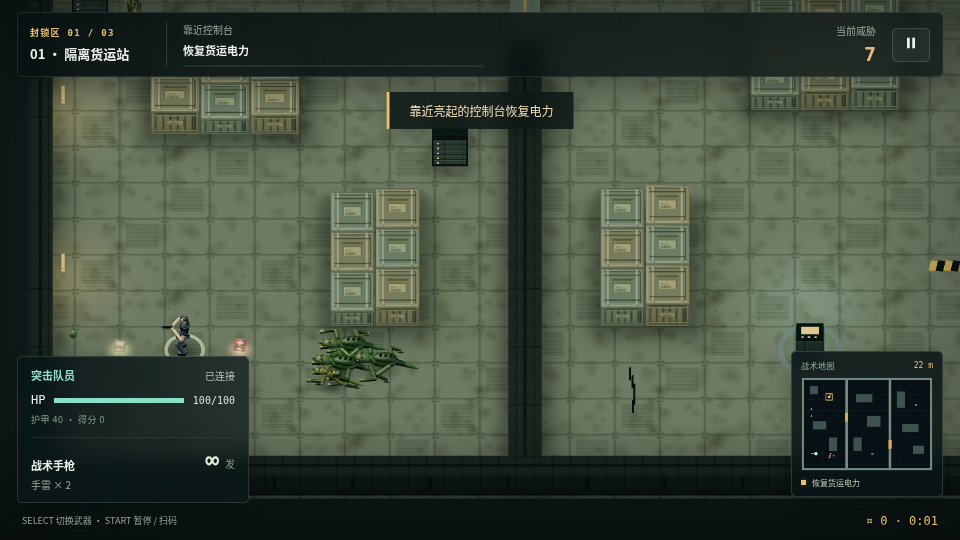 封锁区 01 / 03
01 · 隔离货运站
靠近控制台
恢复货运电力
当前威胁
7
靠近亮起的控制台恢复电力
突击队员
已连接
HP
100/100
护甲 40 · 得分 0
战术手枪
∞ 发
手雷 × 2
战术地图
22 m
恢复货运电力
SELECT 切换武器 · START 暂停 / 扫码
¤ 0 · 0:01